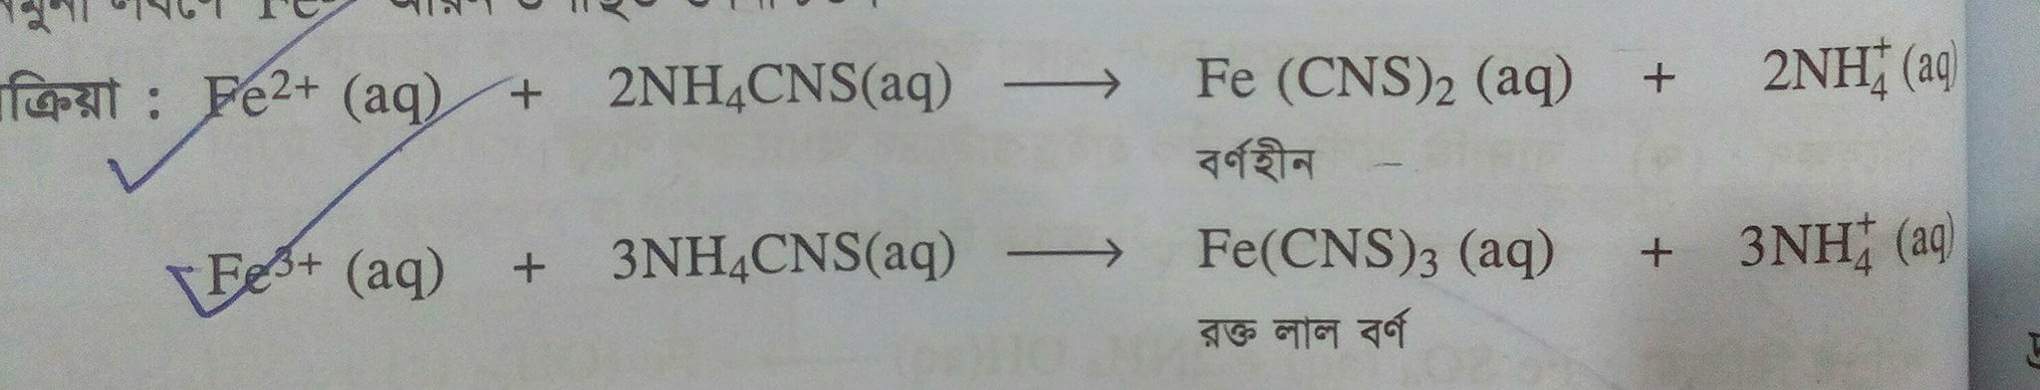 ক্রিয়া : Fe²⁺ (aq) + 2NH₄CNS(aq) ⟶ Fe (CNS)₂ (aq) + 2NH₄⁺ (aq)
বর্ণহীন –
Fe³⁺ (aq) + 3NH₄CNS(aq) ⟶ Fe(CNS)₃ (aq) + 3NH₄⁺ (aq)
রক্ত লাল বর্ণ